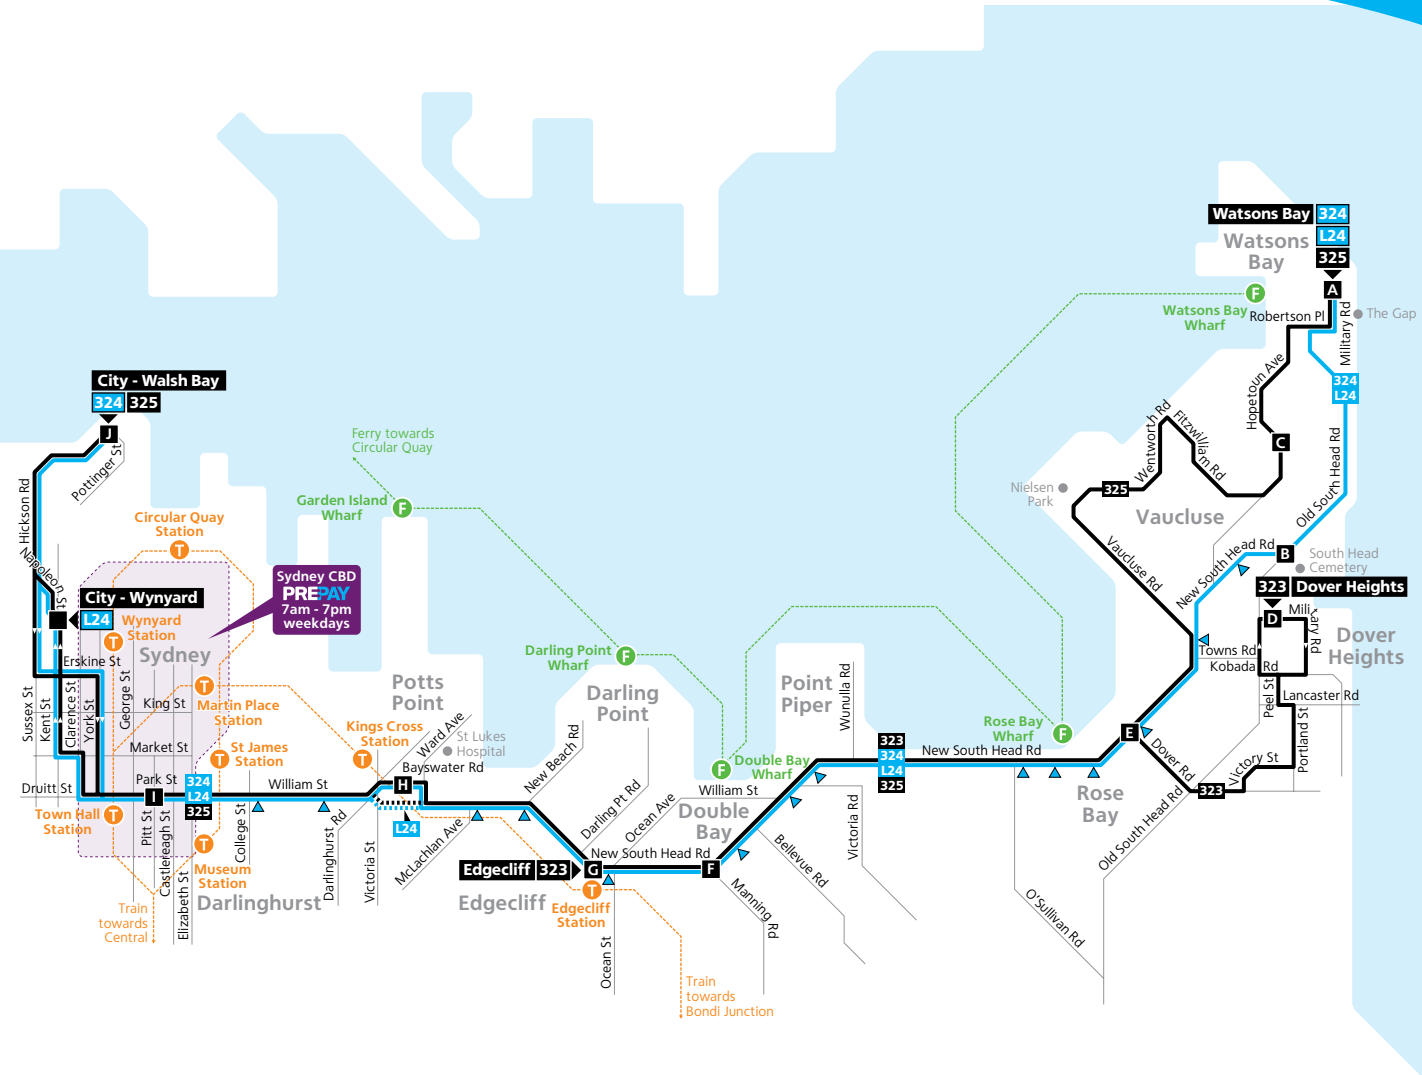 Watsons Bay 324
L24
325
Watsons
Bay
A
F
Watsons Bay
Wharf
Robertson Pl
Military Rd
The Gap
324
L24
Hopetoun Ave
Wentworth Rd
Fitzwilliam Rd
C
Old South Head Rd
325
Nielsen
Park
Vaucluse
Vaucluse Rd
New South Head Rd
B
South Head
Cemetery
323 Dover Heights
D
Military Rd
Dover
Heights
Towns Rd
Kobada Rd
Peel St
Lancaster Rd
Portland St
Victory St
323
Dover Rd
Old South Head Rd
E
Rose
Bay
Rose Bay
Wharf
F
New South Head Rd
O'Sullivan Rd
323
324
L24
325
Point
Piper
Wunulla Rd
Victoria Rd
Bellevue Rd
Manning Rd
F
Double Bay
Wharf
William St
Double
Bay
F
New South Head Rd
Ocean Ave
Darling Pt Rd
New Beach Rd
Darling
Point
Darling Point
Wharf
F
Edgecliff 323
G
Edgecliff
T
Edgecliff
Station
Ocean St
Train
towards
Bondi Junction
Ferry towards
Circular Quay
Garden Island
Wharf
F
Potts
Point
Ward Ave
St Lukes
Hospital
Bayswater Rd
Kings Cross
Station
T
H
L24
McLachlan Ave
Victoria St
Darlinghurst Rd
William St
Darlinghurst
College St
City - Walsh Bay
324 325
J
Pottinger St
Hickson Rd
Napoleon St
Circular Quay
Station
T
Sydney CBD
PREPAY
7am - 7pm
weekdays
City - Wynyard
L24
Wynyard
Station
T
Sydney
Erskine St
Sussex St
Kent St
Clarence St
York St
George St
King St
T
Martin Place
Station
Market St
T
St James
Station
Druitt St
Park St
I
324
L24
325
Town Hall
Station
T
Pitt St
Castlereagh St
Elizabeth St
T
Museum
Station
Train
towards
Central